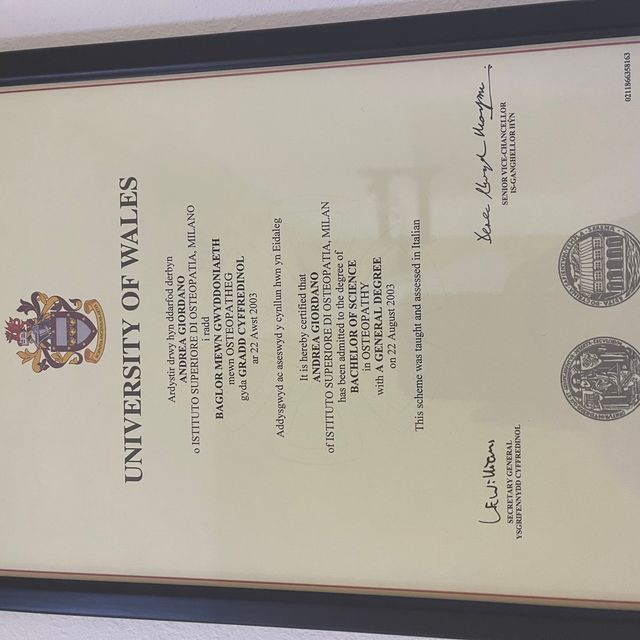 UNIVERSITY OF WALES
Ardystir drwy hyn ddarfod derbyn
ANDREA GIORDANO
o ISTITUTO SUPERIORE DI OSTEOPATIA, MILANO
i radd
BAGLOR MEWN GWYDDONIAETH
mewn OSTEOPATHEG
gyda GRADD CYFFREDINOL
ar 22 Awst 2003
Addysgwyd ac aseswyd y cynllun hwn yn Eidaleg
It is hereby certified that
ANDREA GIORDANO
of ISTITUTO SUPERIORE DI OSTEOPATIA, MILAN
has been admitted to the degree of
BACHELOR OF SCIENCE
in OSTEOPATHY
with A GENERAL DEGREE
on 22 August 2003
This scheme was taught and assessed in Italian
SECRETARY GENERAL
YSGRIFENNYDD CYFFREDINOL
SENIOR VICE-CHANCELLOR
IS-GANGHELLOR HŶN
0211866358163